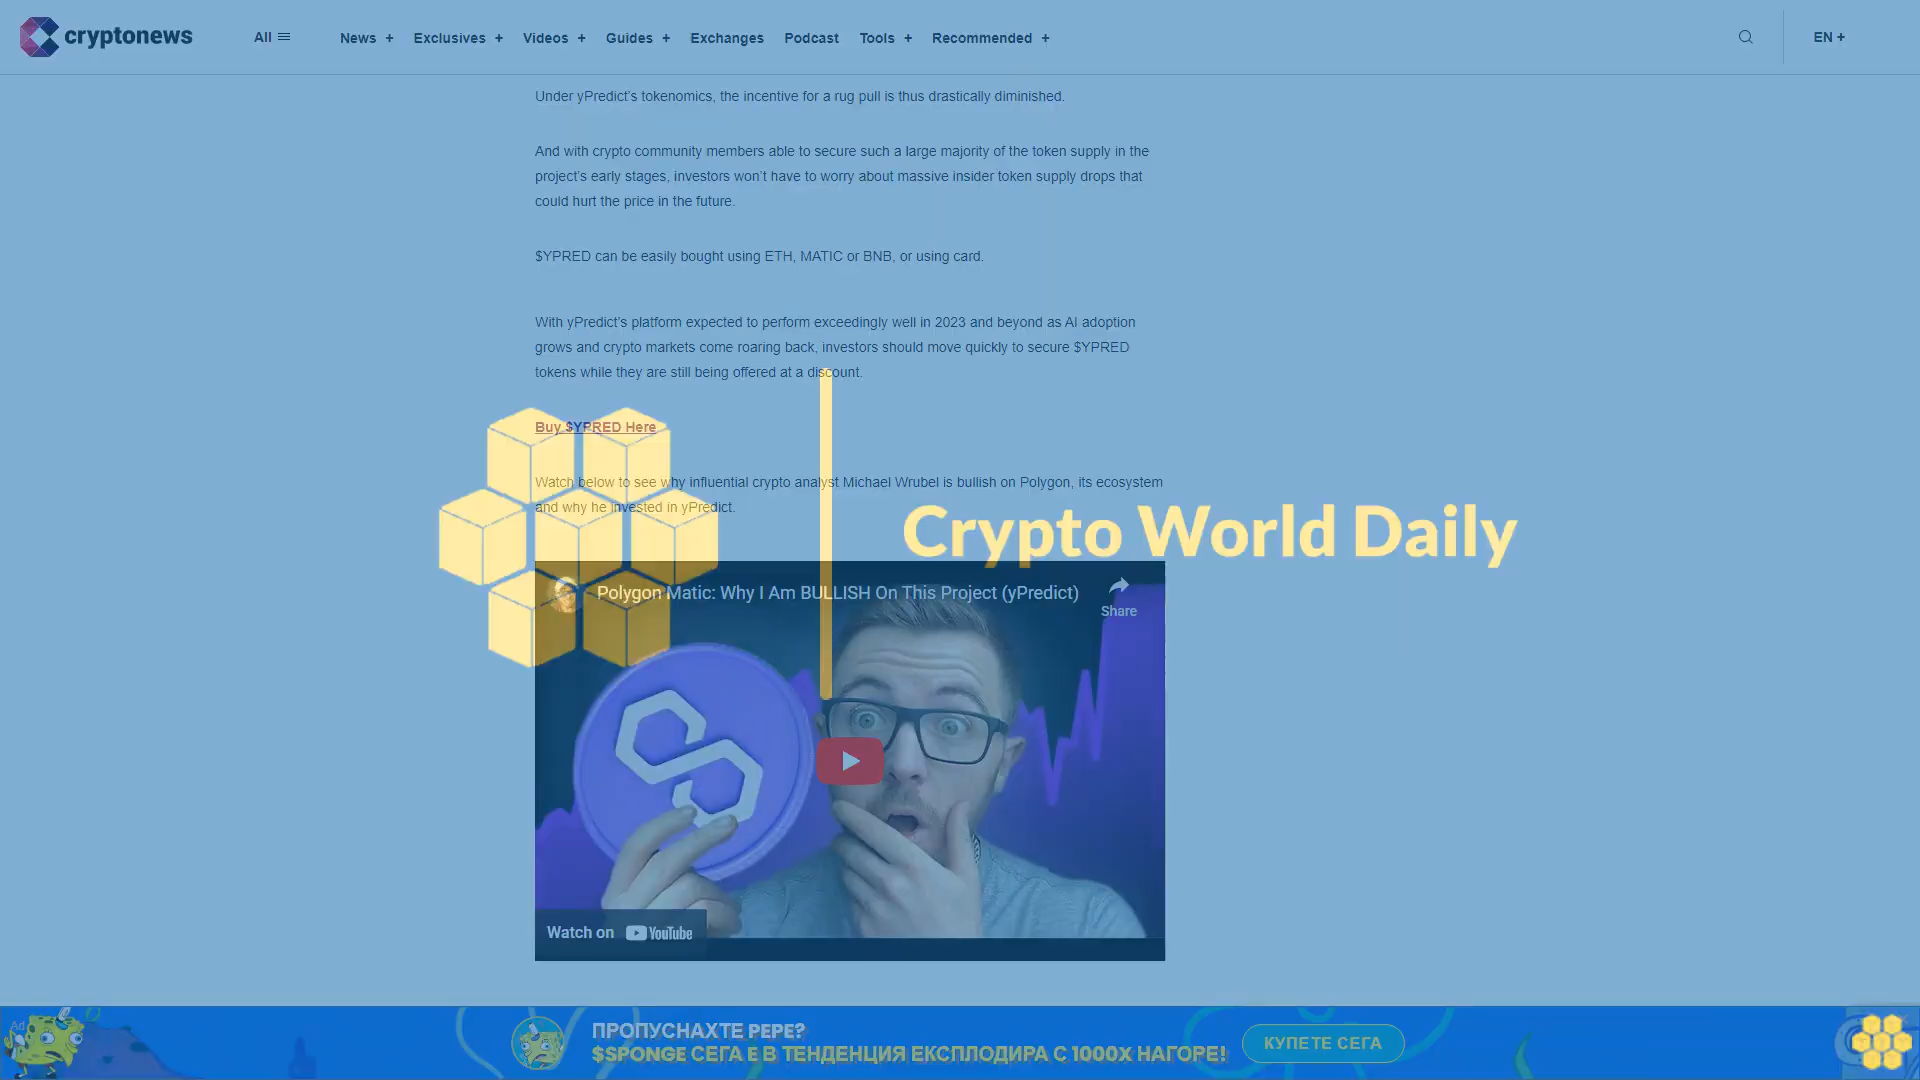 cryptonews
All
News +
Exclusives +
Videos +
Guides +
Exchanges
Podcast
Tools +
Recommended +
EN +
Under yPredict’s tokenomics, the incentive for a rug pull is thus drastically diminished.
And with crypto community members able to secure such a large majority of the token supply in the
project’s early stages, investors won’t have to worry about massive insider token supply drops that
could hurt the price in the future.
$YPRED can be easily bought using ETH, MATIC or BNB, or using card.
With yPredict’s platform expected to perform exceedingly well in 2023 and beyond as AI adoption
grows and crypto markets come roaring back, investors should move quickly to secure $YPRED
tokens while they are still being offered at a discount.
Buy $YPRED Here
Watch below to see why influential crypto analyst Michael Wrubel is bullish on Polygon, its ecosystem
and why he invested in yPredict.
Crypto World Daily
Polygon Matic: Why I Am BULLISH On This Project (yPredict)
Share
Watch on YouTube
Ad
ПРОПУСНАХТЕ PEPE?
$SPONGE СЕГА Е В ТЕНДЕНЦИЯ ЕКСПЛОДИРА С 1000X НАГОРЕ!
КУПЕТЕ СЕГА